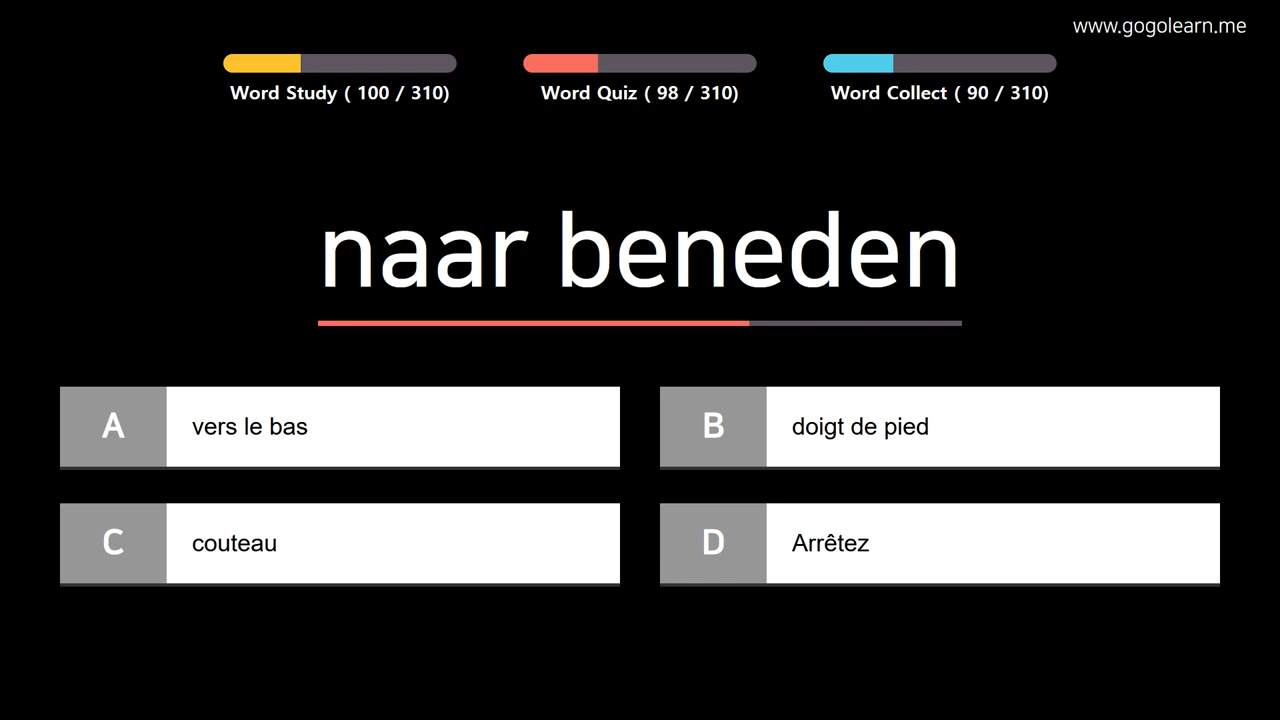 www.gogolearn.me
Word Study ( 100 / 310)
Word Quiz ( 98 / 310)
Word Collect ( 90 / 310)
naar beneden
A
vers le bas
B
doigt de pied
C
couteau
D
Arrêtez